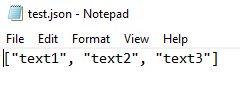 test.json - Notepad
File Edit Format View Help
["text1", "text2", "text3"]